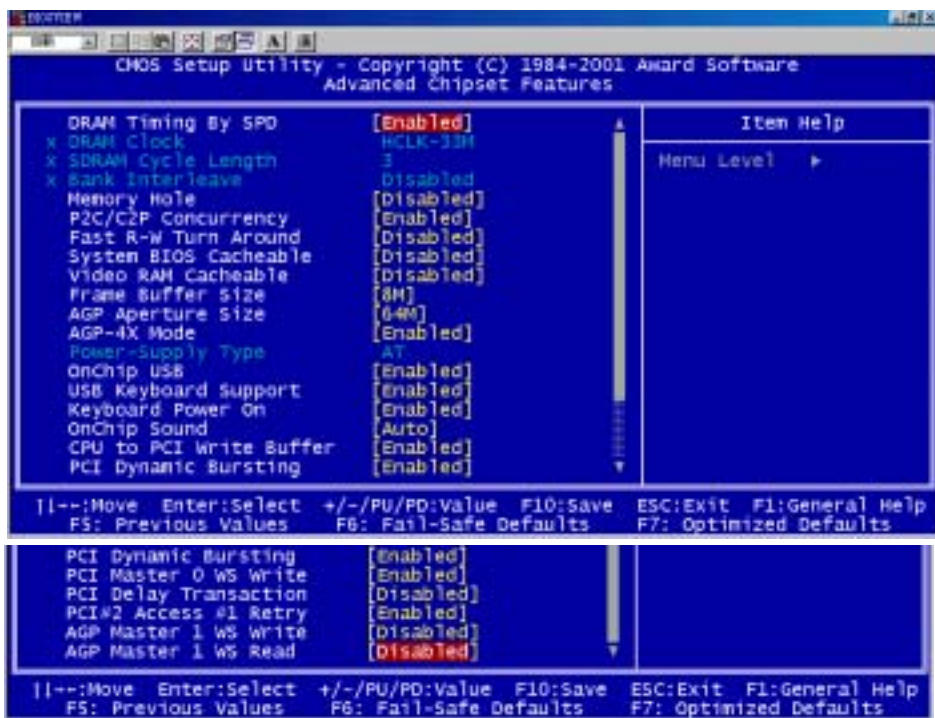 CMOS Setup Utility - Copyright (C) 1984-2001 Award Software
Advanced Chipset Features
DRAM Timing By SPD [Enabled]
x DRAM Clock HCLK-33M
x SDRAM Cycle Length 3
x Bank Interleave Disabled
Memory Hole [Disabled]
P2C/C2P Concurrency [Enabled]
Fast R-W Turn Around [Disabled]
System BIOS Cacheable [Disabled]
Video RAM Cacheable [Disabled]
Frame Buffer Size [8M]
AGP Aperture Size [64M]
AGP-4X Mode [Enabled]
Power-Supply Type AT
OnChip USB [Enabled]
USB Keyboard Support [Enabled]
Keyboard Power On [Enabled]
OnChip Sound [Auto]
CPU to PCI Write Buffer [Enabled]
PCI Dynamic Bursting [Enabled]
Item Help
Menu Level ►
:Move Enter:Select +/-/PU/PD:Value F10:Save ESC:Exit F1:General Help
F5: Previous Values F6: Fail-Safe Defaults F7: Optimized Defaults
PCI Dynamic Bursting [Enabled]
PCI Master 0 WS Write [Enabled]
PCI Delay Transaction [Disabled]
PCI#2 Access #1 Retry [Enabled]
AGP Master 1 WS Write [Disabled]
AGP Master 1 WS Read [Disabled]
:Move Enter:Select +/-/PU/PD:Value F10:Save ESC:Exit F1:General Help
F5: Previous Values F6: Fail-Safe Defaults F7: Optimized Defaults